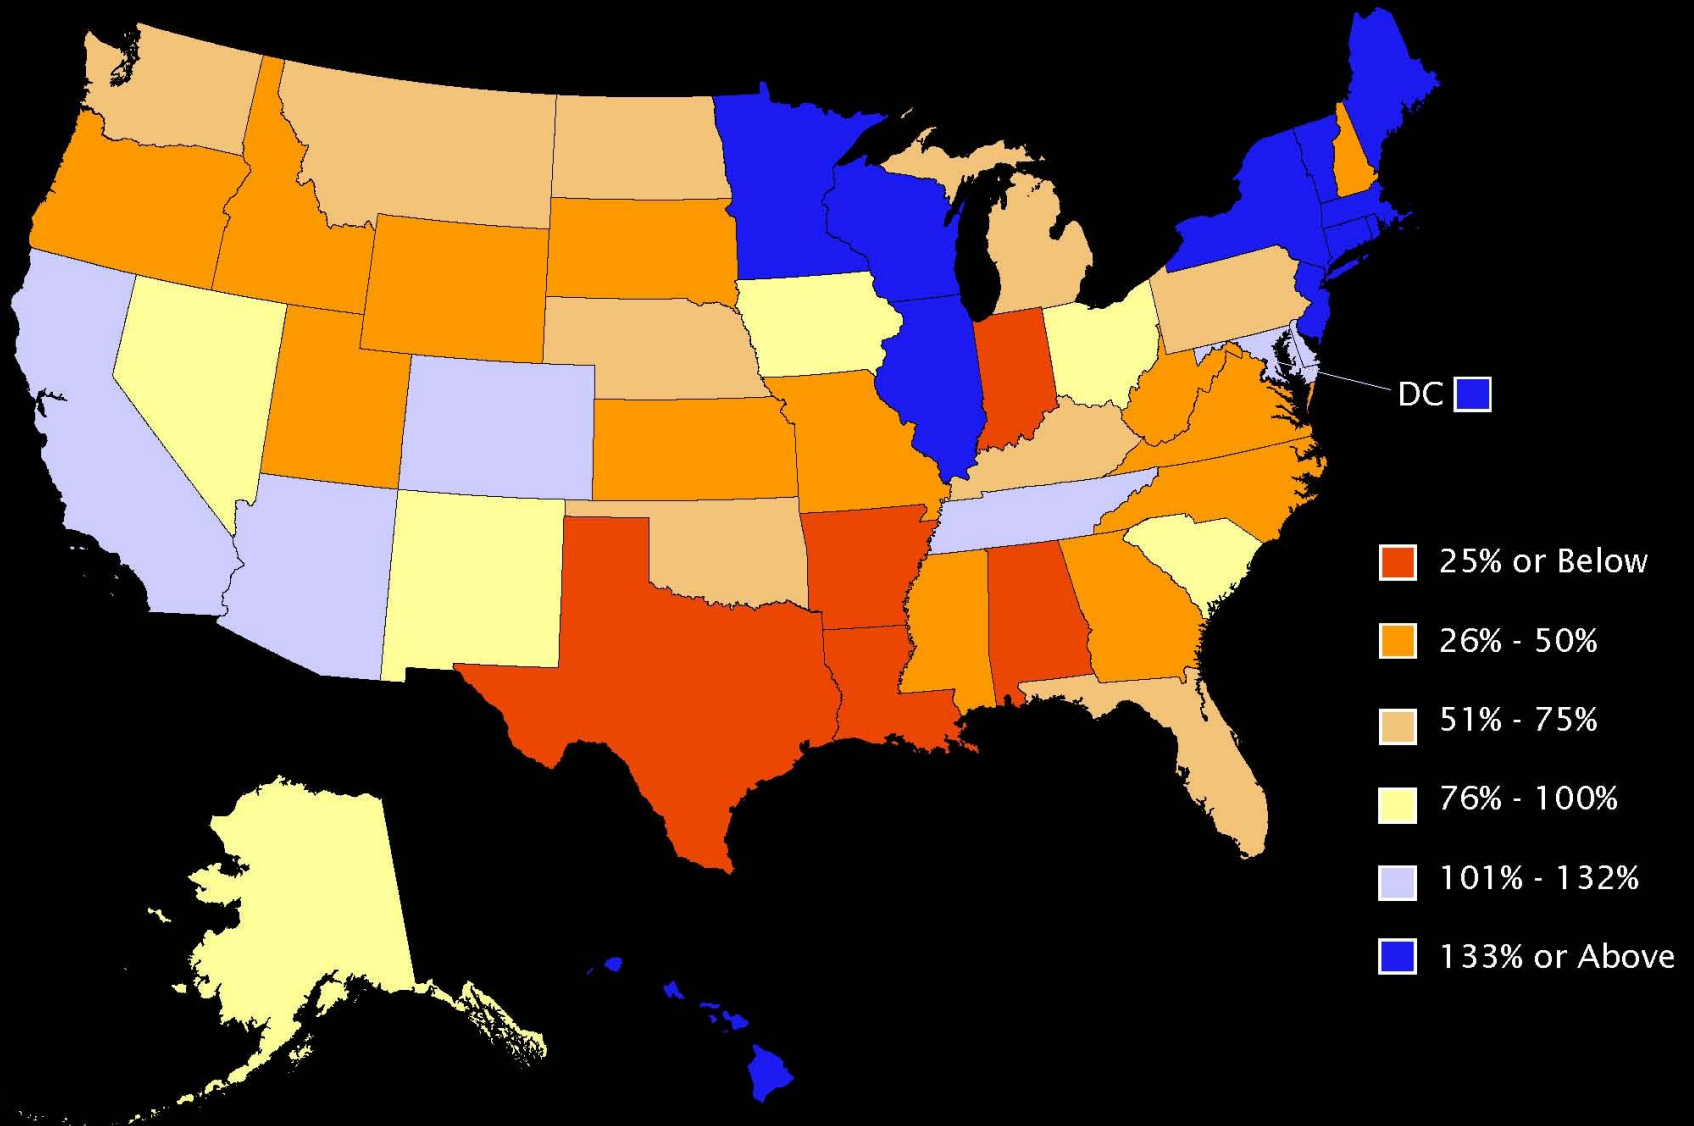 DC
25% or Below
26% - 50%
51% - 75%
76% - 100%
101% - 132%
133% or Above